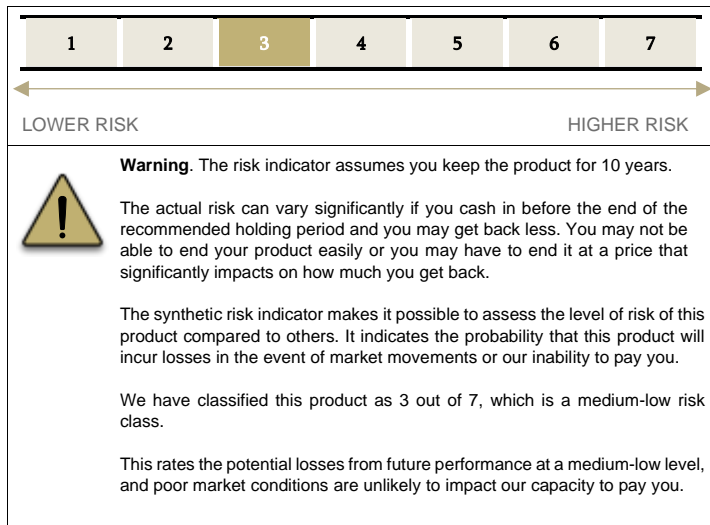 1 2 3 4 5 6 7
LOWER RISK HIGHER RISK
Warning. The risk indicator assumes you keep the product for 10 years.
The actual risk can vary significantly if you cash in before the end of the
recommended holding period and you may get back less. You may not be
able to end your product easily or you may have to end it at a price that
significantly impacts on how much you get back.
The synthetic risk indicator makes it possible to assess the level of risk of this
product compared to others. It indicates the probability that this product will
incur losses in the event of market movements or our inability to pay you.
We have classified this product as 3 out of 7, which is a medium-low risk
class.
This rates the potential losses from future performance at a medium-low level,
and poor market conditions are unlikely to impact our capacity to pay you.